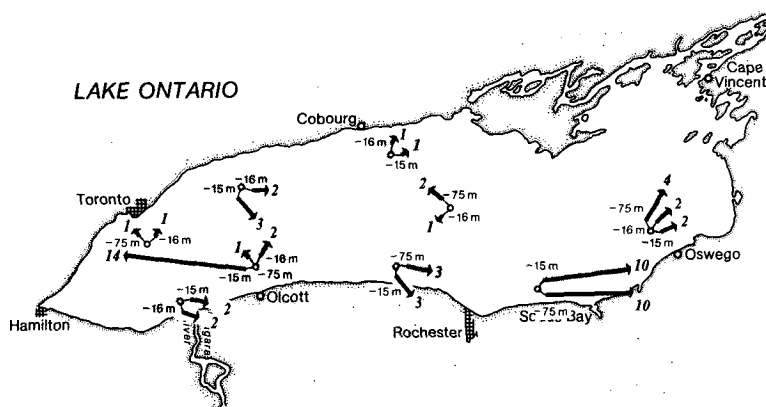 Cape
Vincent
LAKE ONTARIO
Cobourg
1
-16 m
1
-15 m
4
-16 m
2
-75 m
Toronto
-15 m
2
-75 m
2
1
1
3
2
-16 m
2
1
-16 m
-75 m
-16 m
1
-16 m
-15 m
Oswego
14
-15 m
-75 m
-75 m
3
-15 m
10
-15 m
-15 m
3
10
-16 m
2
Olcott
Hamilton
2
-75 m
Bay
Rochester